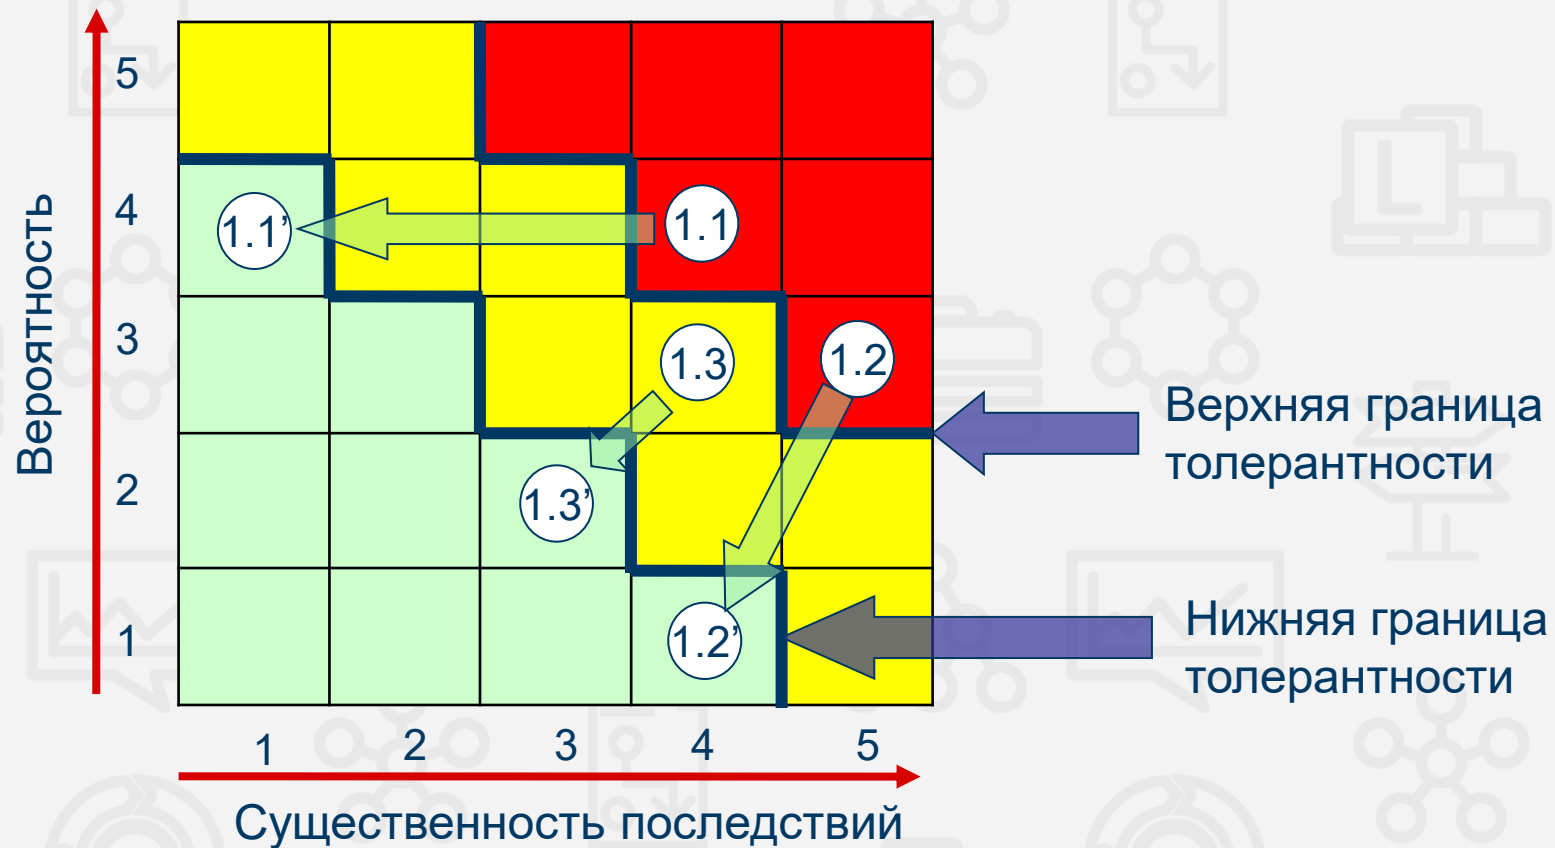 Вероятность
5
4
3
2
1
1.1’
1.1
1.3
1.2
1.3’
1.2’
Верхняя граница
толерантности
Нижняя граница
толерантности
1 2 3 4 5
Существенность последствий